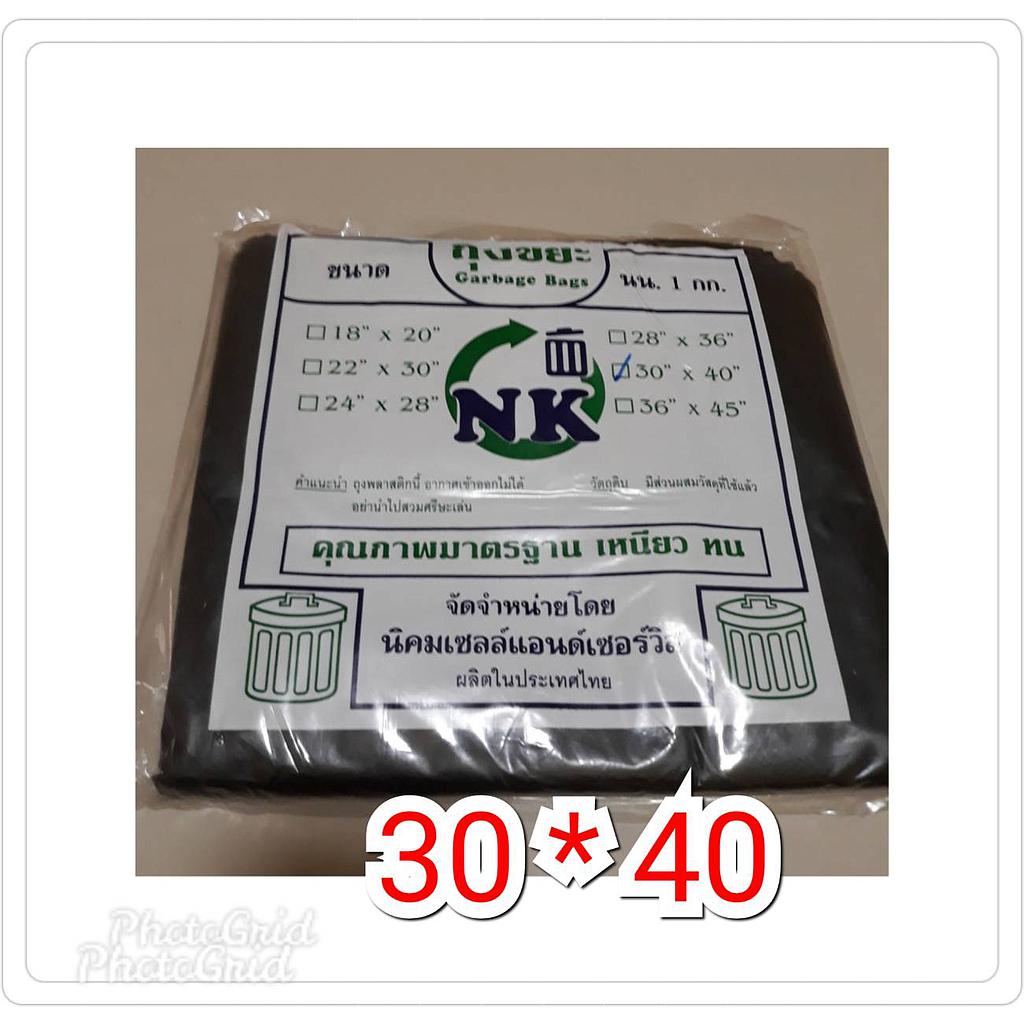 ถุงขยะ
Garbage Bags
ขนาด
นน. 1 กก.
18" x 20"
22" x 30"
24" x 28"
28" x 36"
30" x 40"
36" x 45"
NK
คำแนะนำ ถุงพลาสติกนี้ อากาศเข้าออกไม่ได้
อย่านำไปสวมศรีษะเล่น
วัตถุดิบ มีส่วนผสมวัสดุที่ใช้แล้ว
คุณภาพมาตรฐาน เหนียว ทน
จัดจำหน่ายโดย
นิคมเซลล์แอนด์เซอร์วิส
ผลิตในประเทศไทย
30*40
PhotoGrid
PhotoGrid